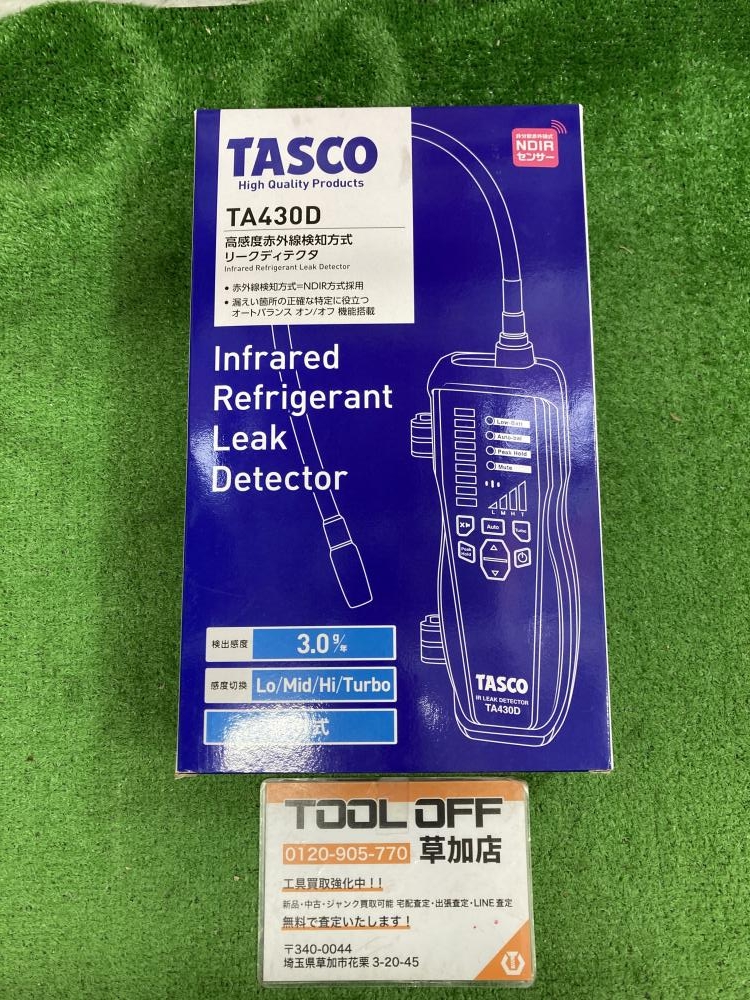 TASCO
High Quality Products
TA430D
高感度赤外線検知方式
リークディテクタ
Infrared Refrigerant Leak Detector
• 赤外線検知方式=NDIR方式採用
• 漏えい箇所の正確な特定に役立つ
オートバランス オン/オフ 機能搭載
NDIR
センサー
Infrared
Refrigerant
Leak
Detector
Low Batt
Auto-bal
Peak Hold
Mute
L M H T
Auto
Turbo
Peak
Hold
検出感度 3.0 g/年
感度切換 Lo/Mid/Hi/Turbo
式
TASCO
IR LEAK DETECTOR
TA430D
TOOL OFF
0120-905-770 草加店
工具買取強化中!!
新品・中古・ジャンク買取可能 宅配査定・出張査定・LINE査定
無料で査定いたします!
〒340-0044
埼玉県草加市花栗 3-20-45